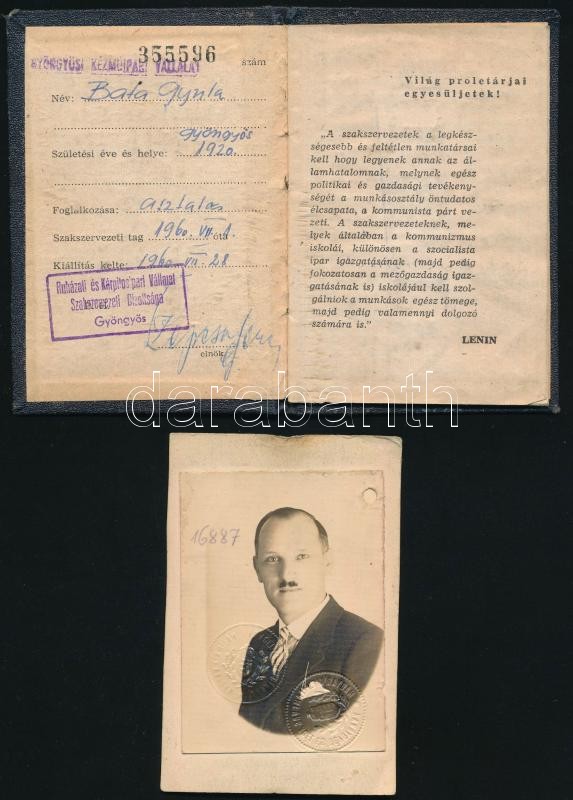 355596
szám
GYÖNGYÖSI KÉZMŰIPARI VÁLLALAT
Név: Bata Gyula
Gyöngyös
Születési éve és helye: 1920.
Foglalkozása: asztalos
Szakszervezeti tag 1960 VII. 1. óta
Kiállítás kelte: 1960. VII. 28
Ruházati és Kárpitosipari Vállalat
Szakszervezeti Bizottsága
Gyöngyös
elnök
Világ proletárjai
egyesüljetek!
„A szakszervezetek a legkész-
ségesebb és feltétlen munkatársai
kell hogy legyenek annak az ál-
lamhatalomnak, melynek egész
politikai és gazdasági tevékeny-
ségét a munkásosztály öntudatos
élcsapata, a kommunista párt ve-
zeti. A szakszervezeteknek, me-
lyek általában a kommunizmus
iskolái, különösen a szocialista
ipar igazgatásának (majd pedig
fokozatosan a mezőgazdaság igaz-
gatásának is) iskolájául kell szol-
gálniok a munkások egész tömege,
majd pedig valamennyi dolgozó
számára is."
LENIN
darabanth
16887